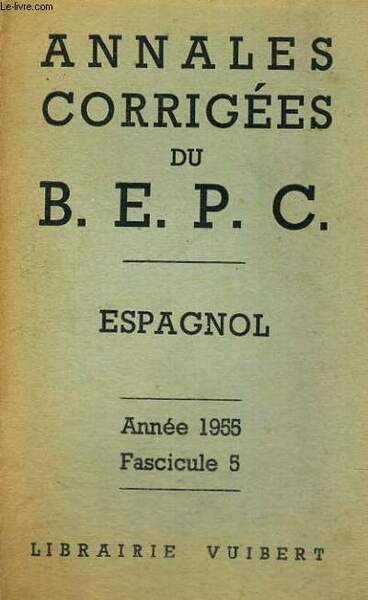 Le-livre.com
ANNALES
CORRIGÉES
DU
B. E. P. C.
ESPAGNOL
Année 1955
Fascicule 5
LIBRAIRIE VUIBERT